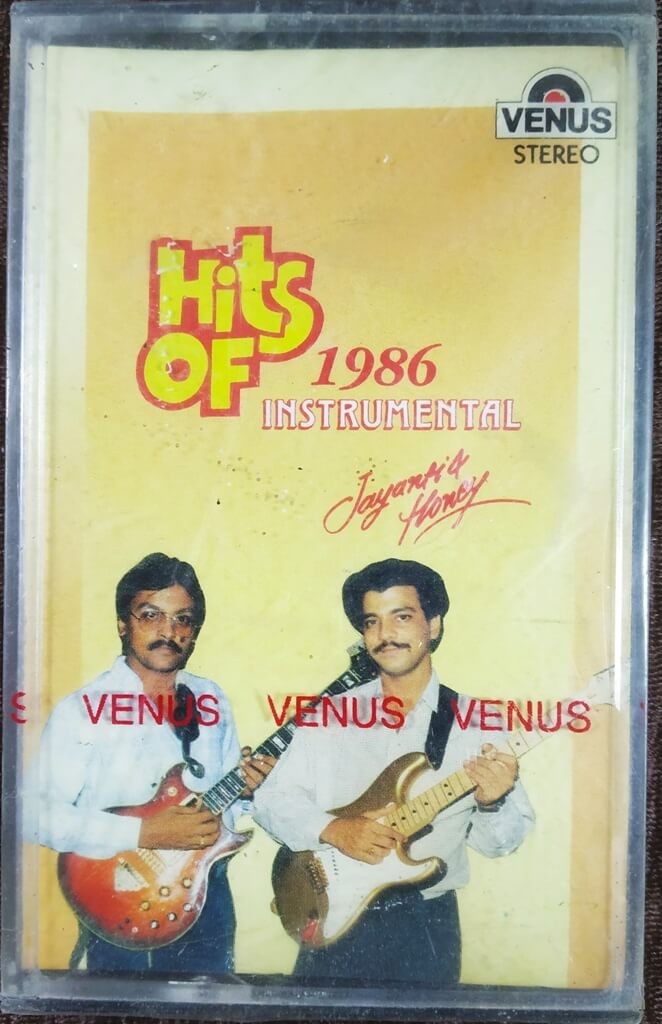 VENUS
STEREO
Hits
OF
1986
INSTRUMENTAL
Jayanti &
Honey
S VENUS VENUS VENUS